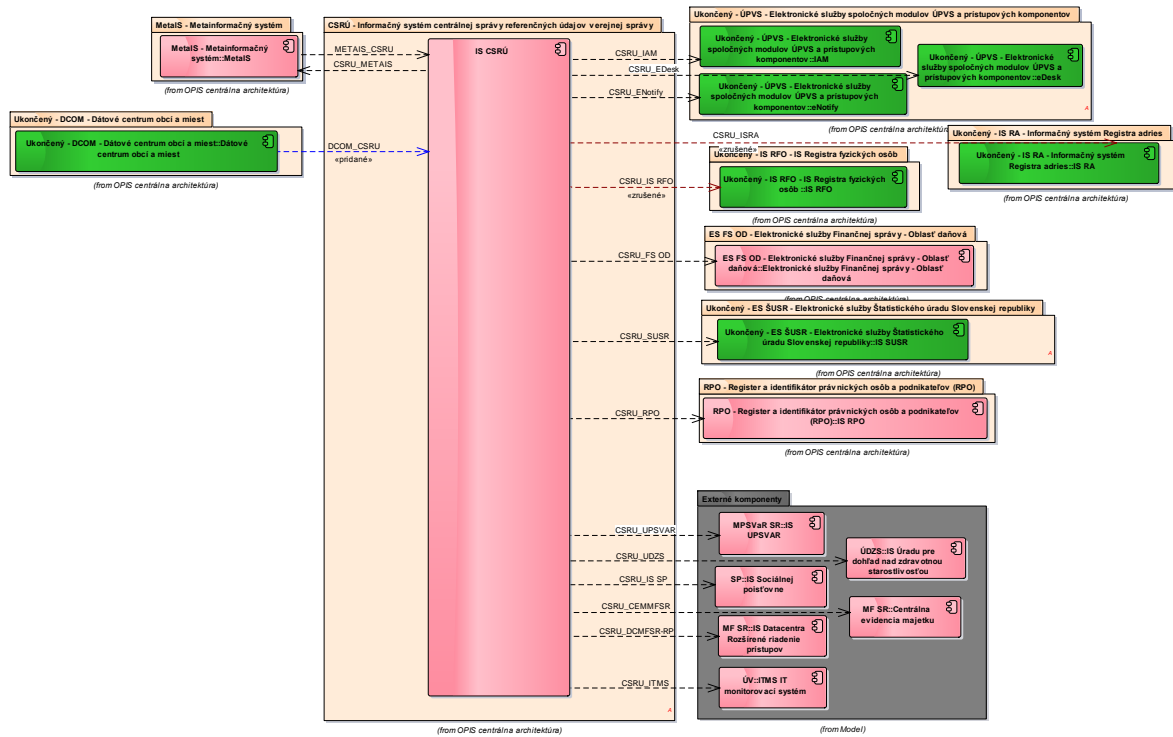 MetaIS - Metainformačný systém
MetaIS - Metainformačný
systém::MetaIS
(from OPIS centrálna architektúra)
Ukončený - DCOM - Dátové centrum obcí a miest
Ukončený - DCOM - Dátové centrum obcí a miest::Dátové
centrum obcí a miest
(from OPIS centrálna architektúra)
CSRÚ - Informačný systém centrálnej správy referenčných údajov verejnej správy
IS CSRÚ
A
(from OPIS centrálna architektúra)
METAIS_CSRU
CSRU_METAIS
DCOM_CSRU
«pridané»
CSRU_IAM
CSRU_EDesk
CSRU_ENotify
CSRU_ISRA
«zrušené»
CSRU_IS RFO
«zrušené»
CSRU_FS OD
CSRU_SUSR
CSRU_RPO
CSRU_UPSVAR
CSRU_UDZS
CSRU_IS SP
CSRU_CEMMFSR
CSRU_DCMFSR-RP
CSRU_ITMS
Ukončený - ÚPVS - Elektronické služby spoločných modulov ÚPVS a prístupových komponentov
Ukončený - ÚPVS - Elektronické služby
spoločných modulov ÚPVS a prístupových
komponentov::IAM
Ukončený - ÚPVS - Elektronické
služby spoločných modulov ÚPVS a
prístupových komponentov::eDesk
Ukončený - ÚPVS - Elektronické služby
spoločných modulov ÚPVS a prístupových
komponentov::eNotify
A
(from OPIS centrálna architektúra)
Ukončený - IS RA - Informačný systém Registra adries
Ukončený - IS RA - Informačný systém
Registra adries::IS RA
(from OPIS centrálna architektúra)
Ukončený - IS RFO - IS Registra fyzických osôb
Ukončený - IS RFO - IS Registra fyzických
osôb ::IS RFO
(from OPIS centrálna architektúra)
ES FS OD - Elektronické služby Finančnej správy - Oblasť daňová
ES FS OD - Elektronické služby Finančnej správy - Oblasť
daňová::Elektronické služby Finančnej správy - Oblasť
daňová
(from OPIS centrálna architektúra)
Ukončený - ES ŠUSR - Elektronické služby Štatistického úradu Slovenskej republiky
Ukončený - ES ŠUSR - Elektronické služby Štatistického
úradu Slovenskej republiky::IS SUSR
A
(from OPIS centrálna architektúra)
RPO - Register a identifikátor právnických osôb a podnikateľov (RPO)
RPO - Register a identifikátor právnických osôb a podnikateľov
(RPO)::IS RPO
(from OPIS centrálna architektúra)
Externé komponenty
MPSVaR SR::IS
UPSVAR
ÚDZS::IS Úradu pre
dohľad nad zdravotnou
starostlivosťou
SP::IS Sociálnej
poisťovne
MF SR::Centrálna
evidencia majetku
MF SR::IS Datacentra
Rozšírené riadenie
prístupov
ÚV::ITMS IT
monitorovací systém
(from Model)